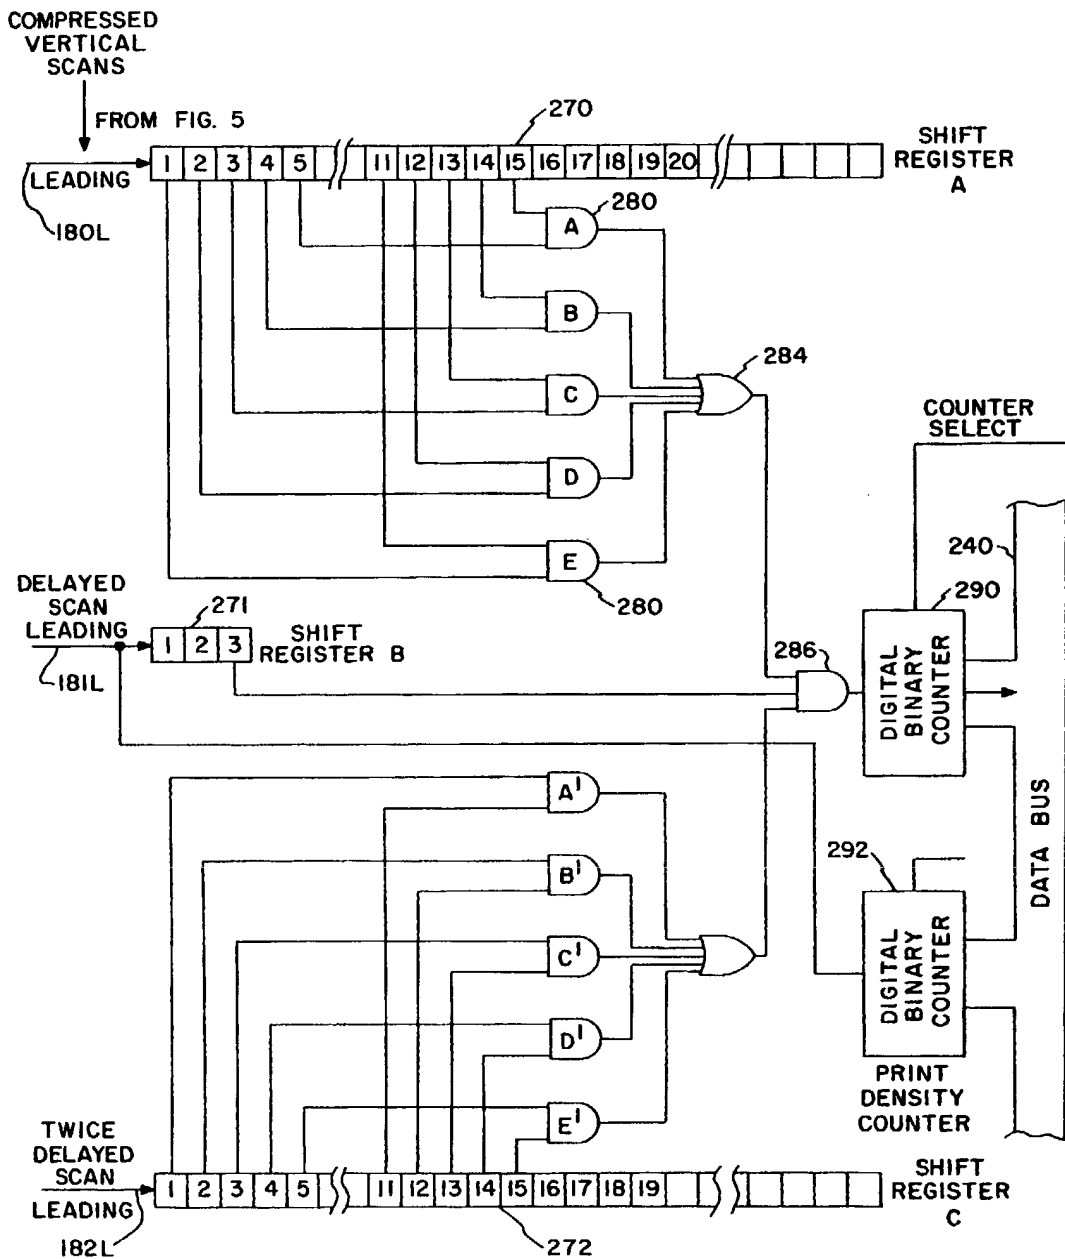 COMPRESSED
VERTICAL
SCANS
FROM FIG. 5
270
1 2 3 4 5 11 12 13 14 15 16 17 18 19 20
SHIFT
REGISTER
A
LEADING
180L
280
A
B
C
D
E
280
284
COUNTER
SELECT
240
290
DELAYED
SCAN
LEADING
271
1 2 3
SHIFT
REGISTER B
181L
286
DIGITAL
BINARY
COUNTER
A'
B'
C'
D'
E'
292
DIGITAL
BINARY
COUNTER
DATA BUS
PRINT
DENSITY
COUNTER
TWICE
DELAYED
SCAN
LEADING
1 2 3 4 5 11 12 13 14 15 16 17 18 19
SHIFT
REGISTER
C
182L
272